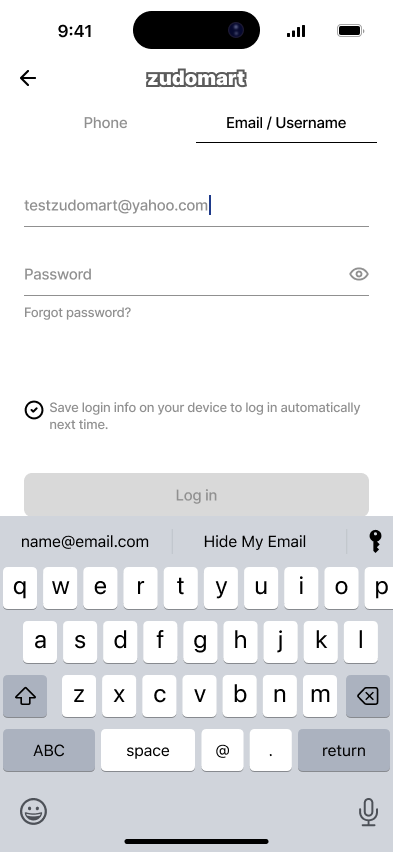 9:41
zudomart
Phone
Email / Username
testzudomart@yahoo.com
Password
Forgot password?
Save login info on your device to log in automatically
next time.
Log in
name@email.com
Hide My Email
q w e r t y u i o p
a s d f g h j k l
z x c v b n m
ABC space @ . return